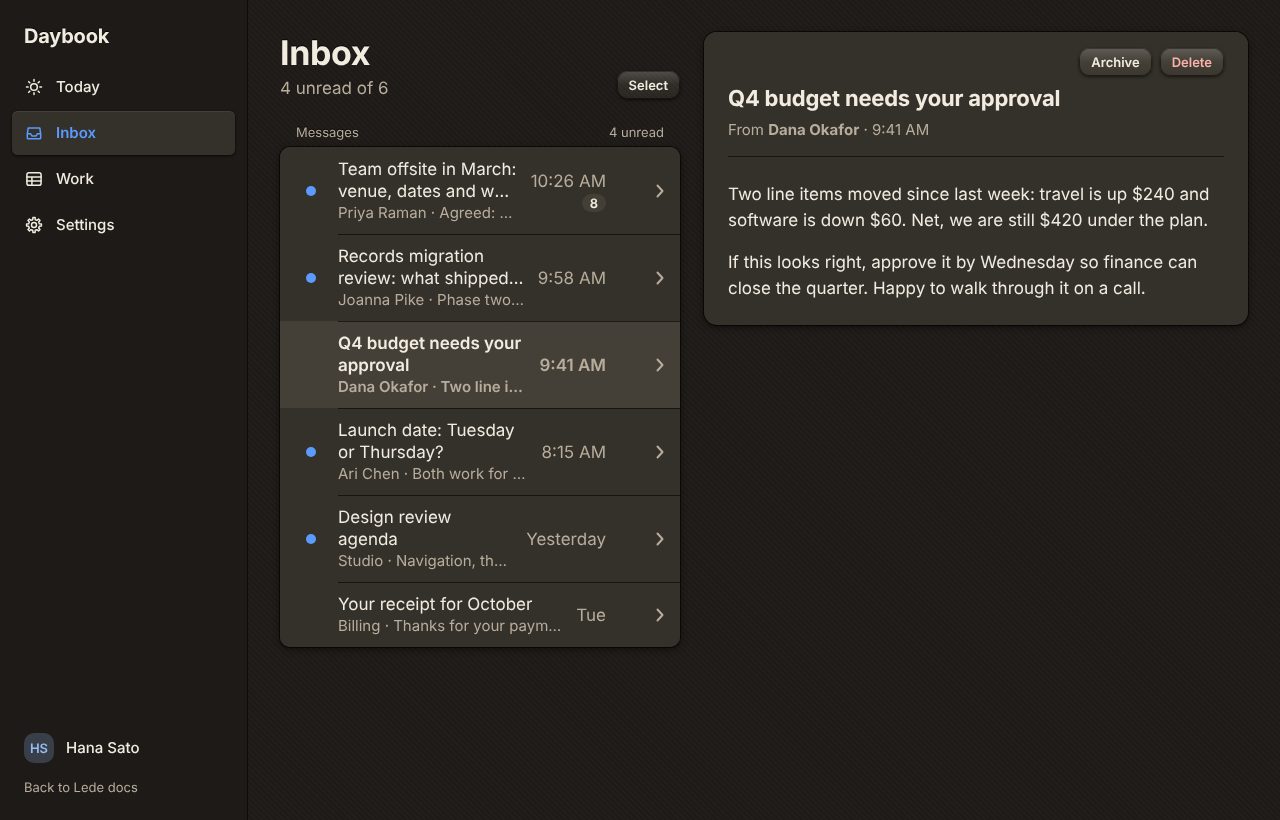 Daybook
Today
Inbox
Work
Settings
HS
Hana Sato
Back to Lede docs
Inbox
4 unread of 6
Select
Messages
4 unread
Team offsite in March:
venue, dates and w…
Priya Raman · Agreed: …
10:26 AM
8
Records migration
review: what shipped…
Joanna Pike · Phase two…
9:58 AM
Q4 budget needs your
approval
Dana Okafor · Two line i…
9:41 AM
Launch date: Tuesday
or Thursday?
Ari Chen · Both work for …
8:15 AM
Design review
agenda
Studio · Navigation, th…
Yesterday
Your receipt for October
Billing · Thanks for your paym…
Tue
Archive
Delete
Q4 budget needs your approval
From Dana Okafor · 9:41 AM
Two line items moved since last week: travel is up $240 and
software is down $60. Net, we are still $420 under the plan.
If this looks right, approve it by Wednesday so finance can
close the quarter. Happy to walk through it on a call.